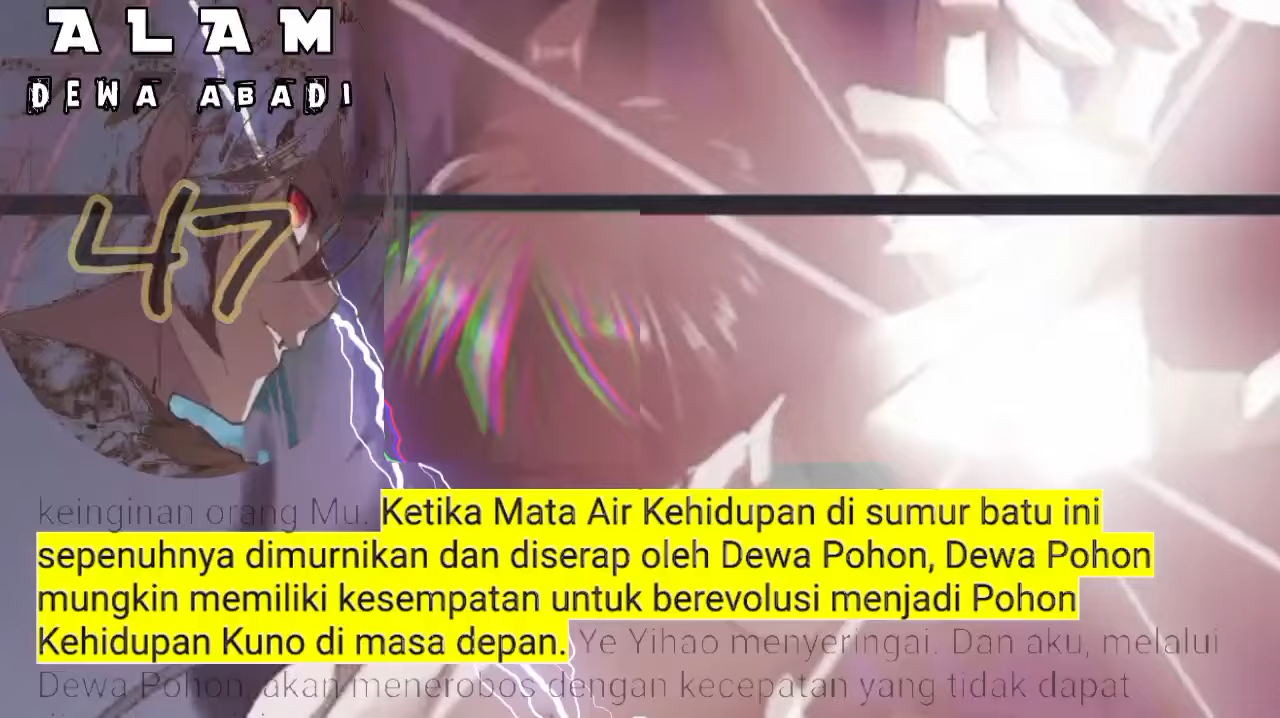 ALAM
DEWA ABADI
47
keinginan orang Mu. Ketika Mata Air Kehidupan di sumur batu ini
sepenuhnya dimurnikan dan diserap oleh Dewa Pohon, Dewa Pohon
mungkin memiliki kesempatan untuk berevolusi menjadi Pohon
Kehidupan Kuno di masa depan. Ye Yihao menyeringai. Dan aku, melalui
Dewa Pohon, akan menerobos dengan kecepatan yang tidak dapat